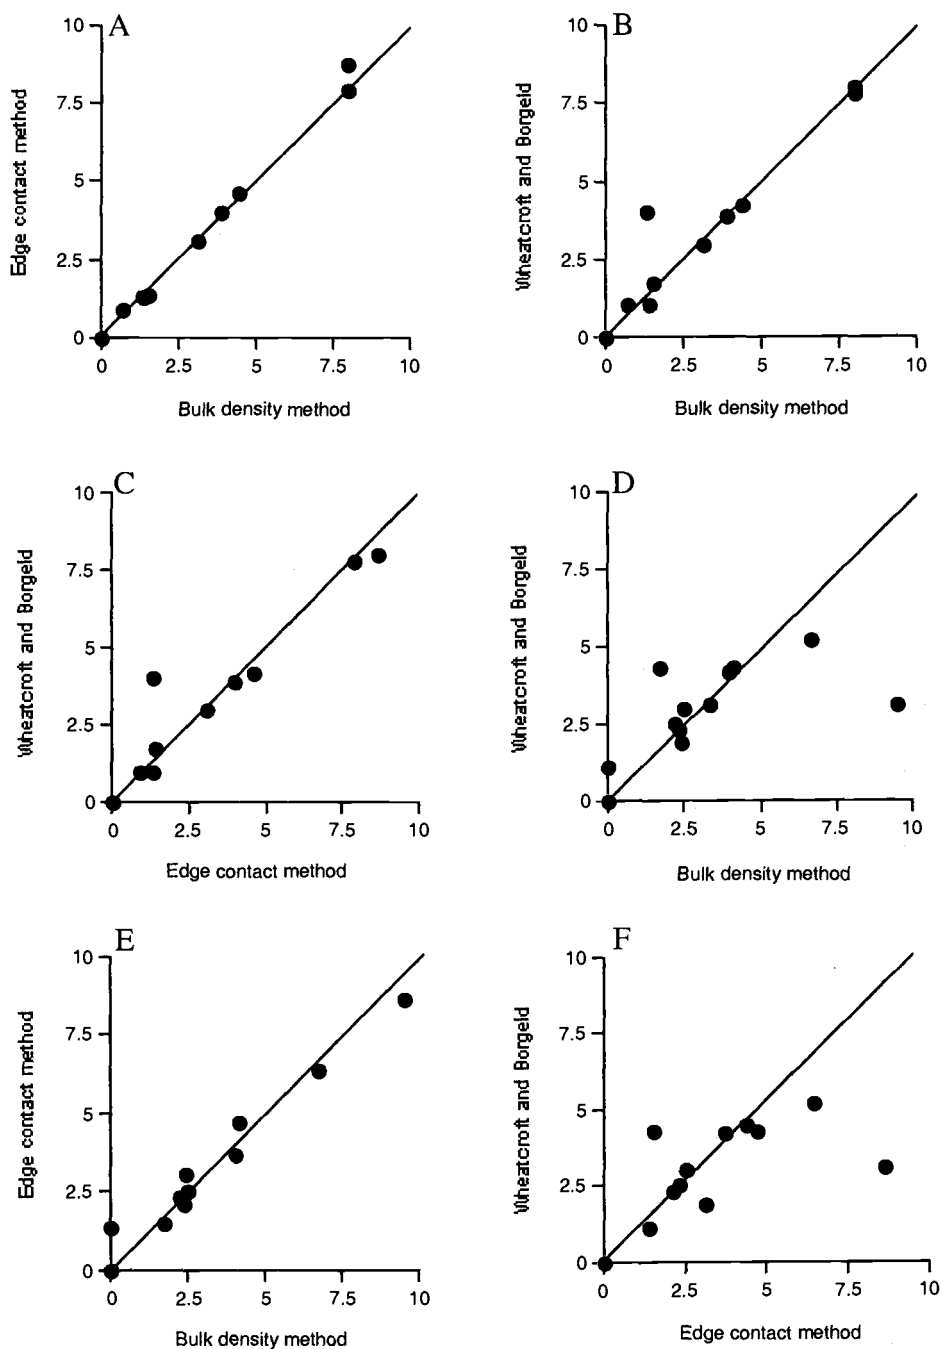 A
10
7.5
5
2.5
0
Edge contact method
0 2.5 5 7.5 10
Bulk density method
B
10
7.5
5
2.5
0
Wheatcroft and Borgeld
0 2.5 5 7.5 10
Bulk density method
C
10
7.5
5
2.5
0
Wheatcroft and Borgeld
0 2.5 5 7.5 10
Edge contact method
D
10
7.5
5
2.5
0
Wheatcroft and Borgeld
0 2.5 5 7.5 10
Bulk density method
E
10
7.5
5
2.5
0
Edge contact method
0 2.5 5 7.5 10
Bulk density method
F
10
7.5
5
2.5
0
Wheatcroft and Borgeld
0 2.5 5 7.5 10
Edge contact method